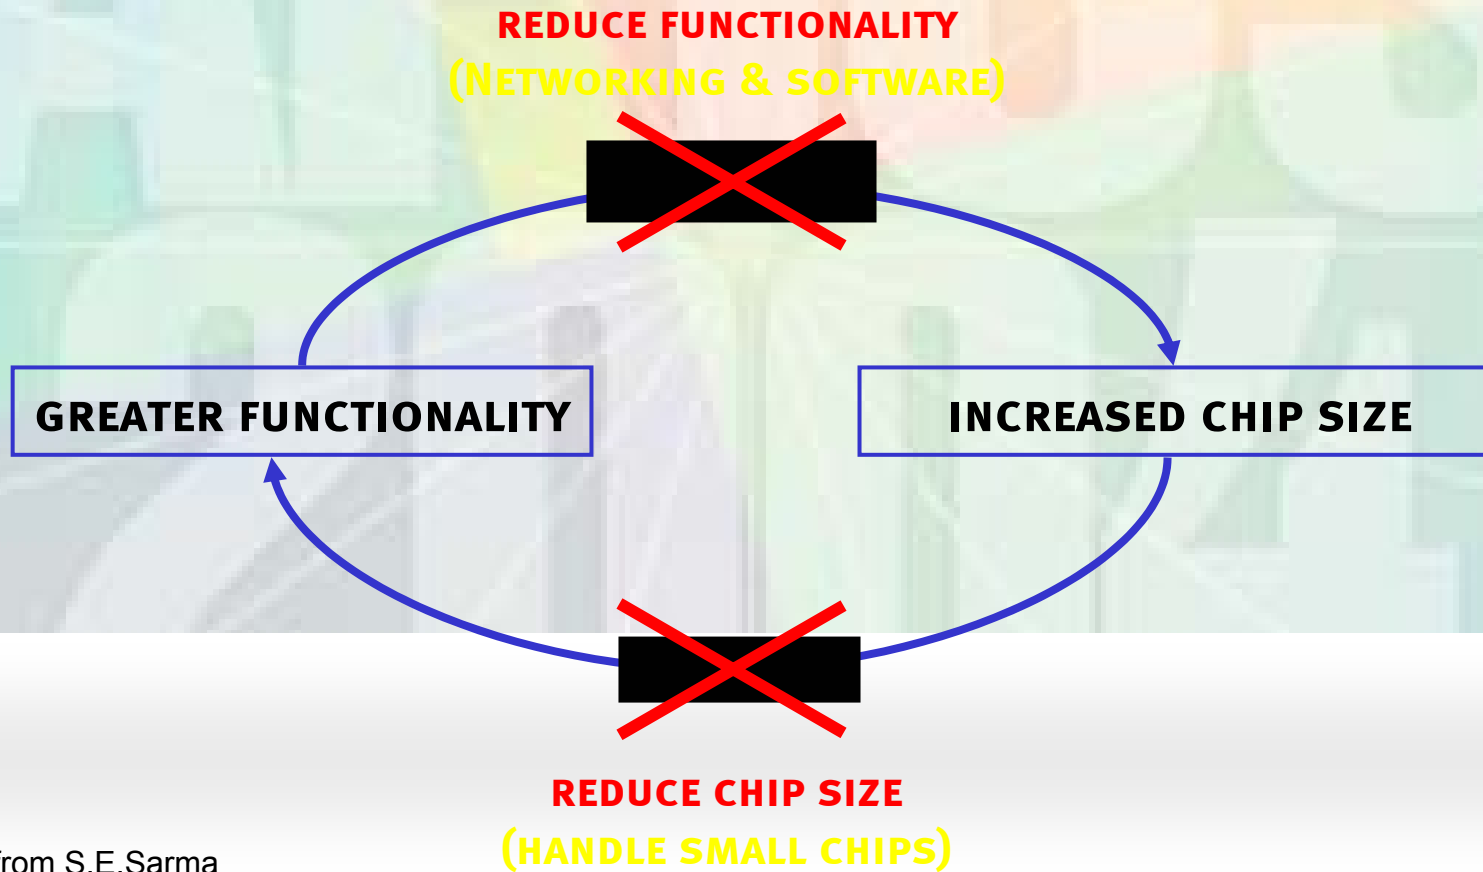 REDUCE FUNCTIONALITY
(NETWORKING & SOFTWARE)
GREATER FUNCTIONALITY
INCREASED CHIP SIZE
REDUCE CHIP SIZE
(HANDLE SMALL CHIPS)
from S.E.Sarma